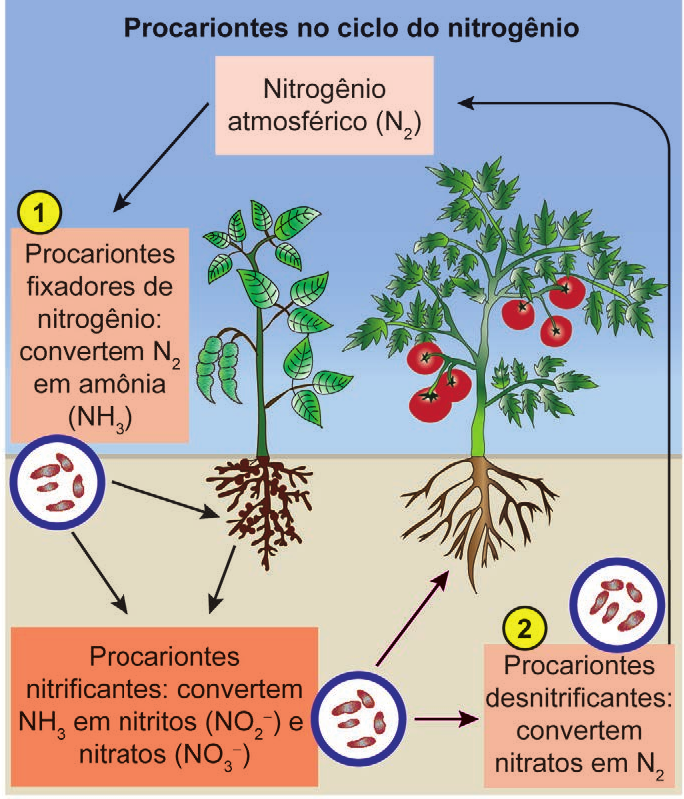 Procariontes no ciclo do nitrogênio
Nitrogênio
atmosférico (N₂)
1
Procariontes
fixadores de
nitrogênio:
convertem N₂
em amônia
(NH₃)
Procariontes
nitrificantes: convertem
NH₃ em nitritos (NO₂⁻) e
nitratos (NO₃⁻)
2
Procariontes
desnitrificantes:
convertem
nitratos em N₂